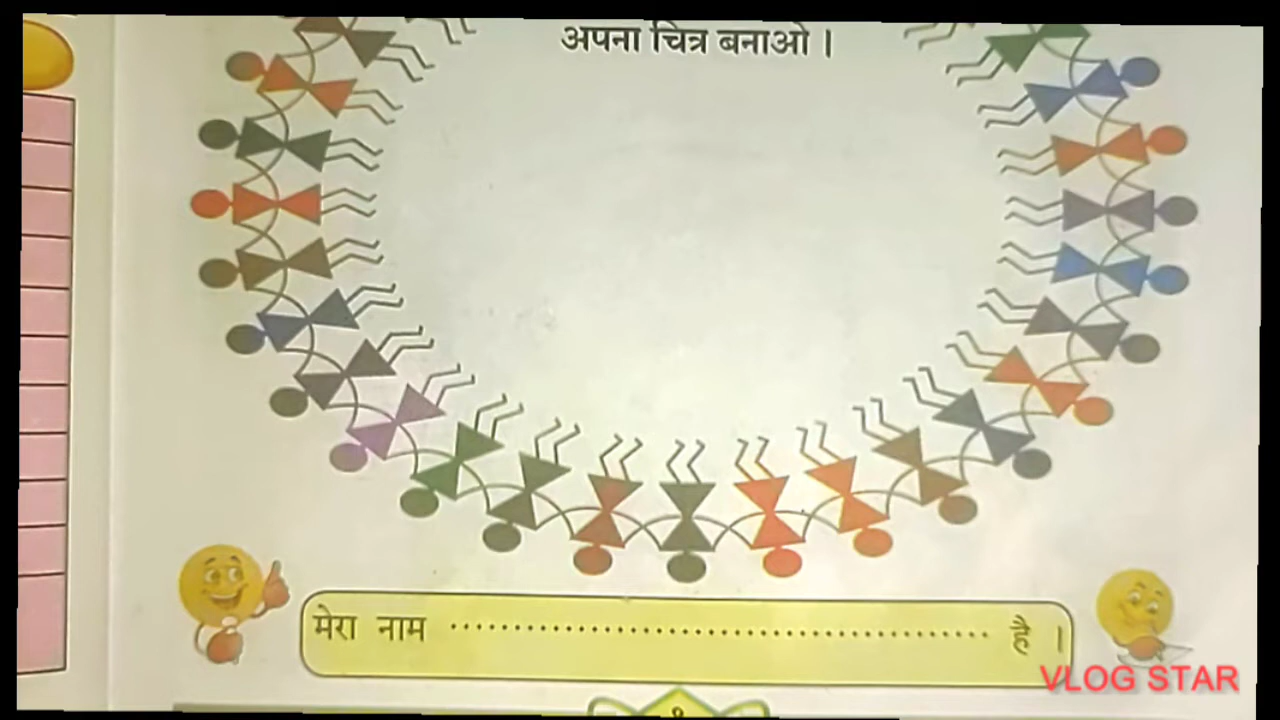 अपना चित्र बनाओ ।
मेरा नाम ........................................................ है ।
VLOG STAR